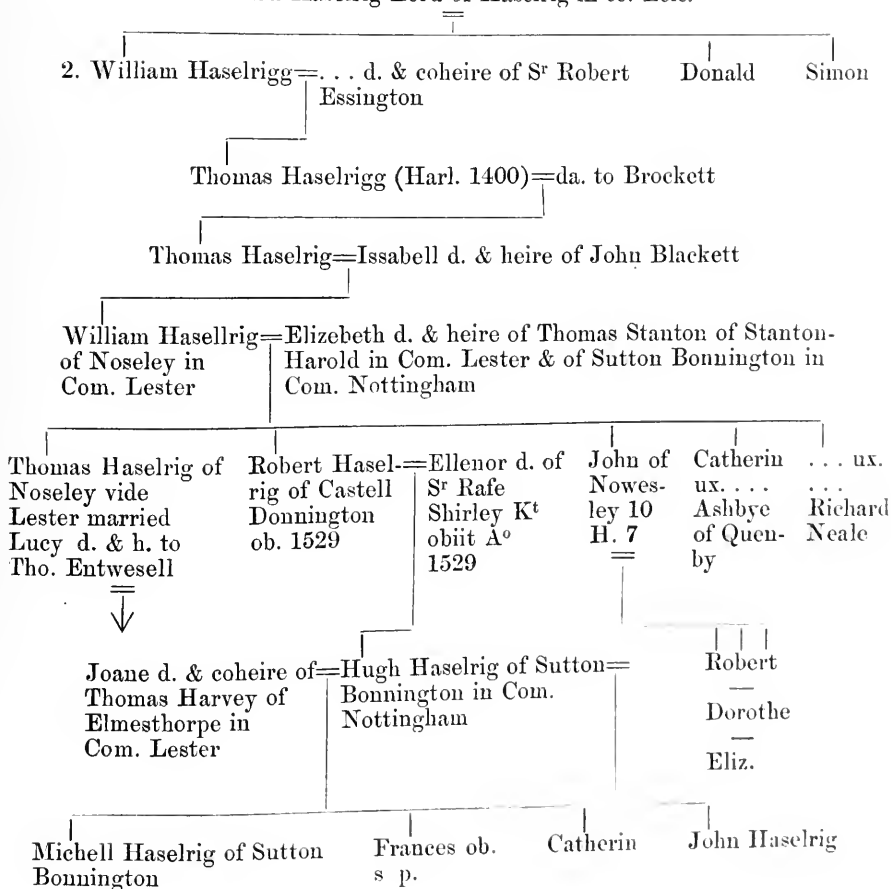 2. William Haselrigg=. . . d. & coheire of Sʳ Robert Essington
Donald
Simon
Thomas Haselrigg (Harl. 1400)=da. to Brockett
Thomas Haselrig=Issabell d. & heire of John Blackett
William Hasellrig=
of Noseley in
Com. Lester
Elizebeth d. & heire of Thomas Stanton of Stanton-
Harold in Com. Lester & of Sutton Bonnington in
Com. Nottingham
Thomas Haselrig of
Noseley vide
Lester married
Lucy d. & h. to
Tho. Entwesell
Robert Hasel-=
rig of Castell
Donnington
ob. 1529
Ellenor d. of
Sʳ Rafe
Shirley Kᵗ
obiit Aᵒ
1529
John of
Nowes-
ley 10
H. 7
Catherin
ux. . . .
Ashbye
of Quen-
by
. . . ux.
. . .
Richard
Neale
Joane d. & coheire of=
Thomas Harvey of
Elmesthorpe in
Com. Lester
Hugh Haselrig of Sutton=
Bonnington in Com.
Nottingham
Robert
Dorothe
Eliz.
Michell Haselrig of Sutton
Bonnington
Frances ob.
s p.
Catherin
John Haselrig